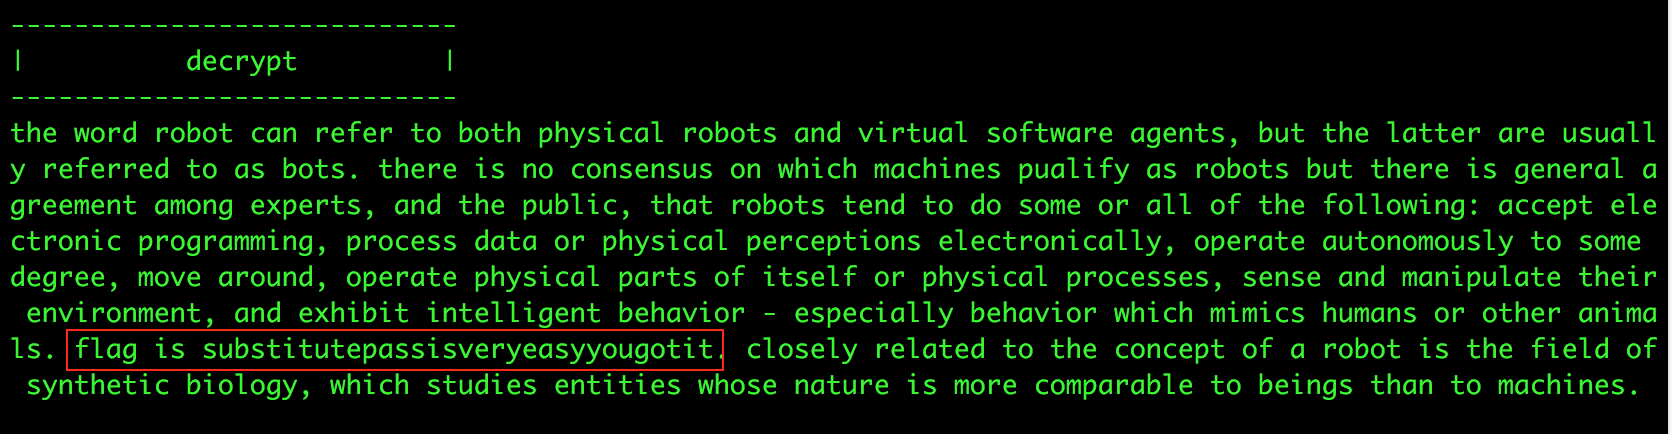 ----------------------------
|          decrypt         |
----------------------------
the word robot can refer to both physical robots and virtual software agents, but the latter are usuall
y referred to as bots. there is no consensus on which machines pualify as robots but there is general a
greement among experts, and the public, that robots tend to do some or all of the following: accept ele
ctronic programming, process data or physical perceptions electronically, operate autonomously to some
degree, move around, operate physical parts of itself or physical processes, sense and manipulate their
 environment, and exhibit intelligent behavior - especially behavior which mimics humans or other anima
ls. flag is substitutepassisveryeasyyougotit. closely related to the concept of a robot is the field of
 synthetic biology, which studies entities whose nature is more comparable to beings than to machines.